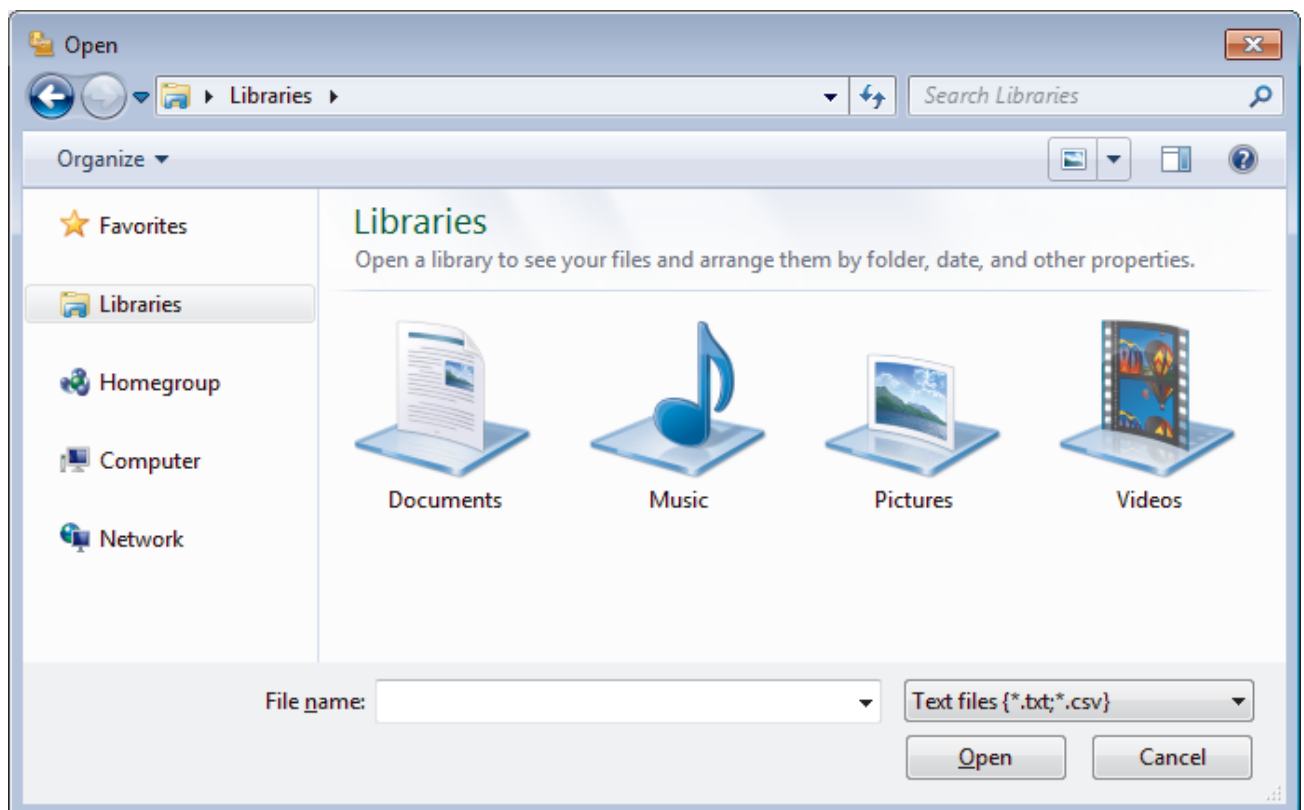 Open
Libraries
Search Libraries
Organize
Favorites
Libraries
Homegroup
Computer
Network
Libraries
Open a library to see your files and arrange them by folder, date, and other properties.
Documents Music Pictures Videos
File name:
Text files {*.txt;*.csv}
Open Cancel